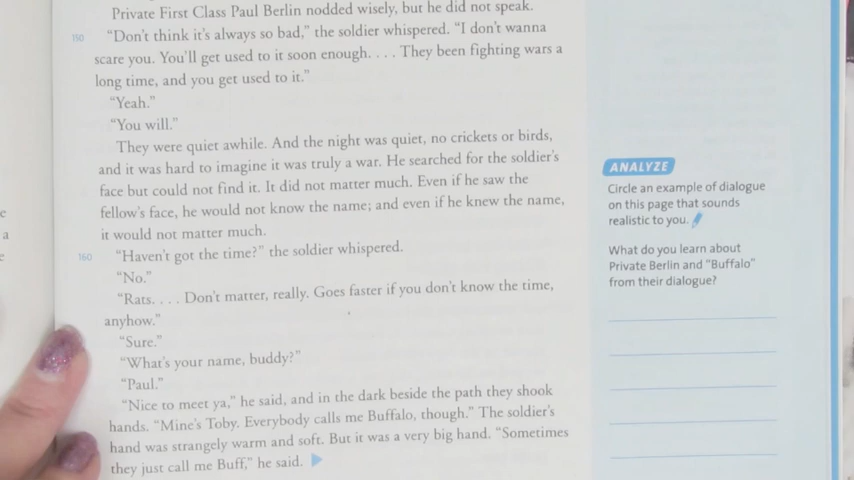 Private First Class Paul Berlin nodded wisely, but he did not speak.
150 “Don’t think it’s always so bad,” the soldier whispered. “I don’t wanna
scare you. You’ll get used to it soon enough. . . . They been fighting wars a
long time, and you get used to it.”
“Yeah.”
“You will.”
They were quiet awhile. And the night was quiet, no crickets or birds,
and it was hard to imagine it was truly a war. He searched for the soldier’s
face but could not find it. It did not matter much. Even if he saw the
fellow’s face, he would not know the name; and even if he knew the name,
it would not matter much.
160 “Haven’t got the time?” the soldier whispered.
“No.”
“Rats. . . . Don’t matter, really. Goes faster if you don’t know the time,
anyhow.”
“Sure.”
“What’s your name, buddy?”
“Paul.”
“Nice to meet ya,” he said, and in the dark beside the path they shook
hands. “Mine’s Toby. Everybody calls me Buffalo, though.” The soldier’s
hand was strangely warm and soft. But it was a very big hand. “Sometimes
they just call me Buff,” he said.
ANALYZE
Circle an example of dialogue
on this page that sounds
realistic to you.
What do you learn about
Private Berlin and “Buffalo”
from their dialogue?
e
a
e